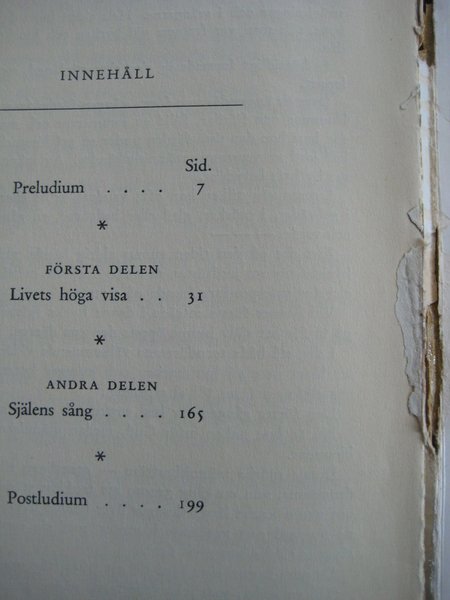 INNEHÅLL
Sid.
Preludium . . . . 7
*
FÖRSTA DELEN
Livets höga visa . . 31
*
ANDRA DELEN
Själens sång . . . . 165
*
Postludium . . . . 199